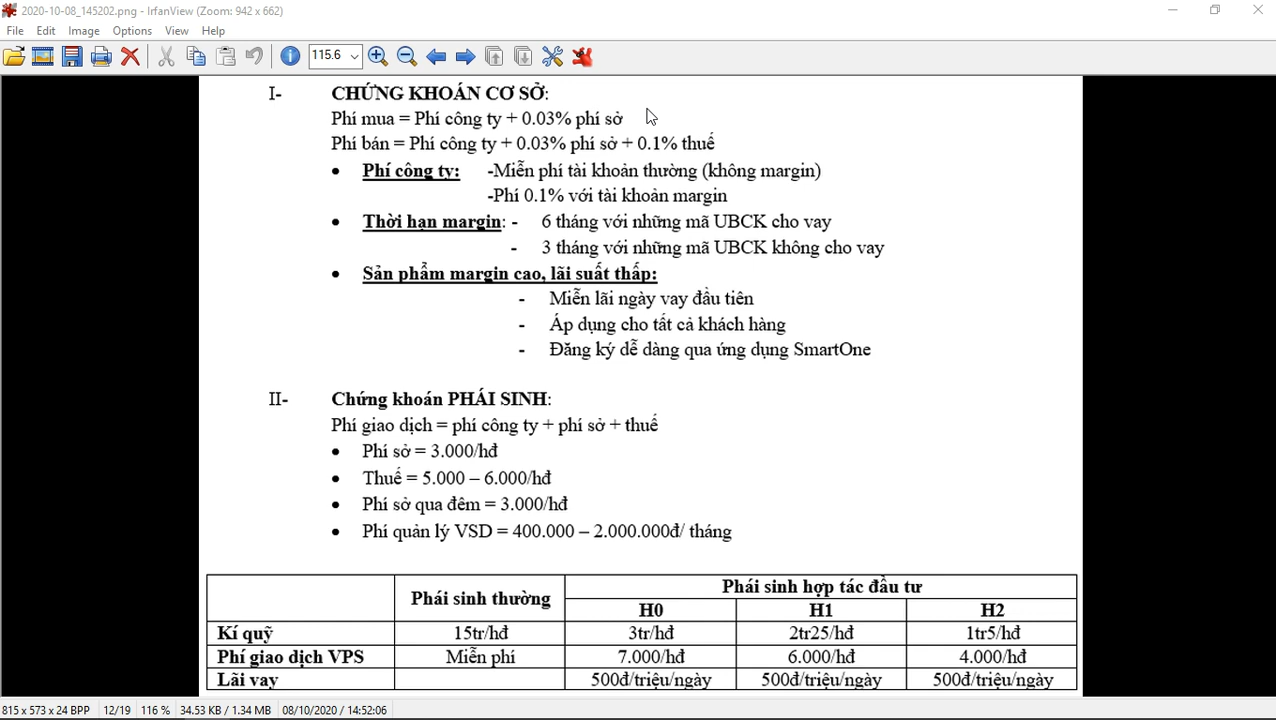 2020-10-08_145202.png - IrfanView (Zoom: 942 x 662)
File Edit Image Options View Help
115.6
I- CHỨNG KHOÁN CƠ SỞ:
Phí mua = Phí công ty + 0.03% phí sở
Phí bán = Phí công ty + 0.03% phí sở + 0.1% thuế
• Phí công ty: -Miễn phí tài khoản thường (không margin)
-Phí 0.1% với tài khoản margin
• Thời hạn margin: - 6 tháng với những mã UBCK cho vay
- 3 tháng với những mã UBCK không cho vay
• Sản phẩm margin cao, lãi suất thấp:
- Miễn lãi ngày vay đầu tiên
- Áp dụng cho tất cả khách hàng
- Đăng ký dễ dàng qua ứng dụng SmartOne
II- Chứng khoán PHÁI SINH:
Phí giao dịch = phí công ty + phí sở + thuế
• Phí sở = 3.000/hđ
• Thuế = 5.000 – 6.000/hđ
• Phí sở qua đêm = 3.000/hđ
• Phí quản lý VSD = 400.000 – 2.000.000đ/ tháng
Phái sinh thường Phái sinh hợp tác đầu tư
H0 H1 H2
Kí quỹ 15tr/hđ 3tr/hđ 2tr25/hđ 1tr5/hđ
Phí giao dịch VPS Miễn phí 7.000/hđ 6.000/hđ 4.000/hđ
Lãi vay 500đ/triệu/ngày 500đ/triệu/ngày 500đ/triệu/ngày
815 x 573 x 24 BPP 12/19 116 % 34.53 KB / 1.34 MB 08/10/2020 / 14:52:06